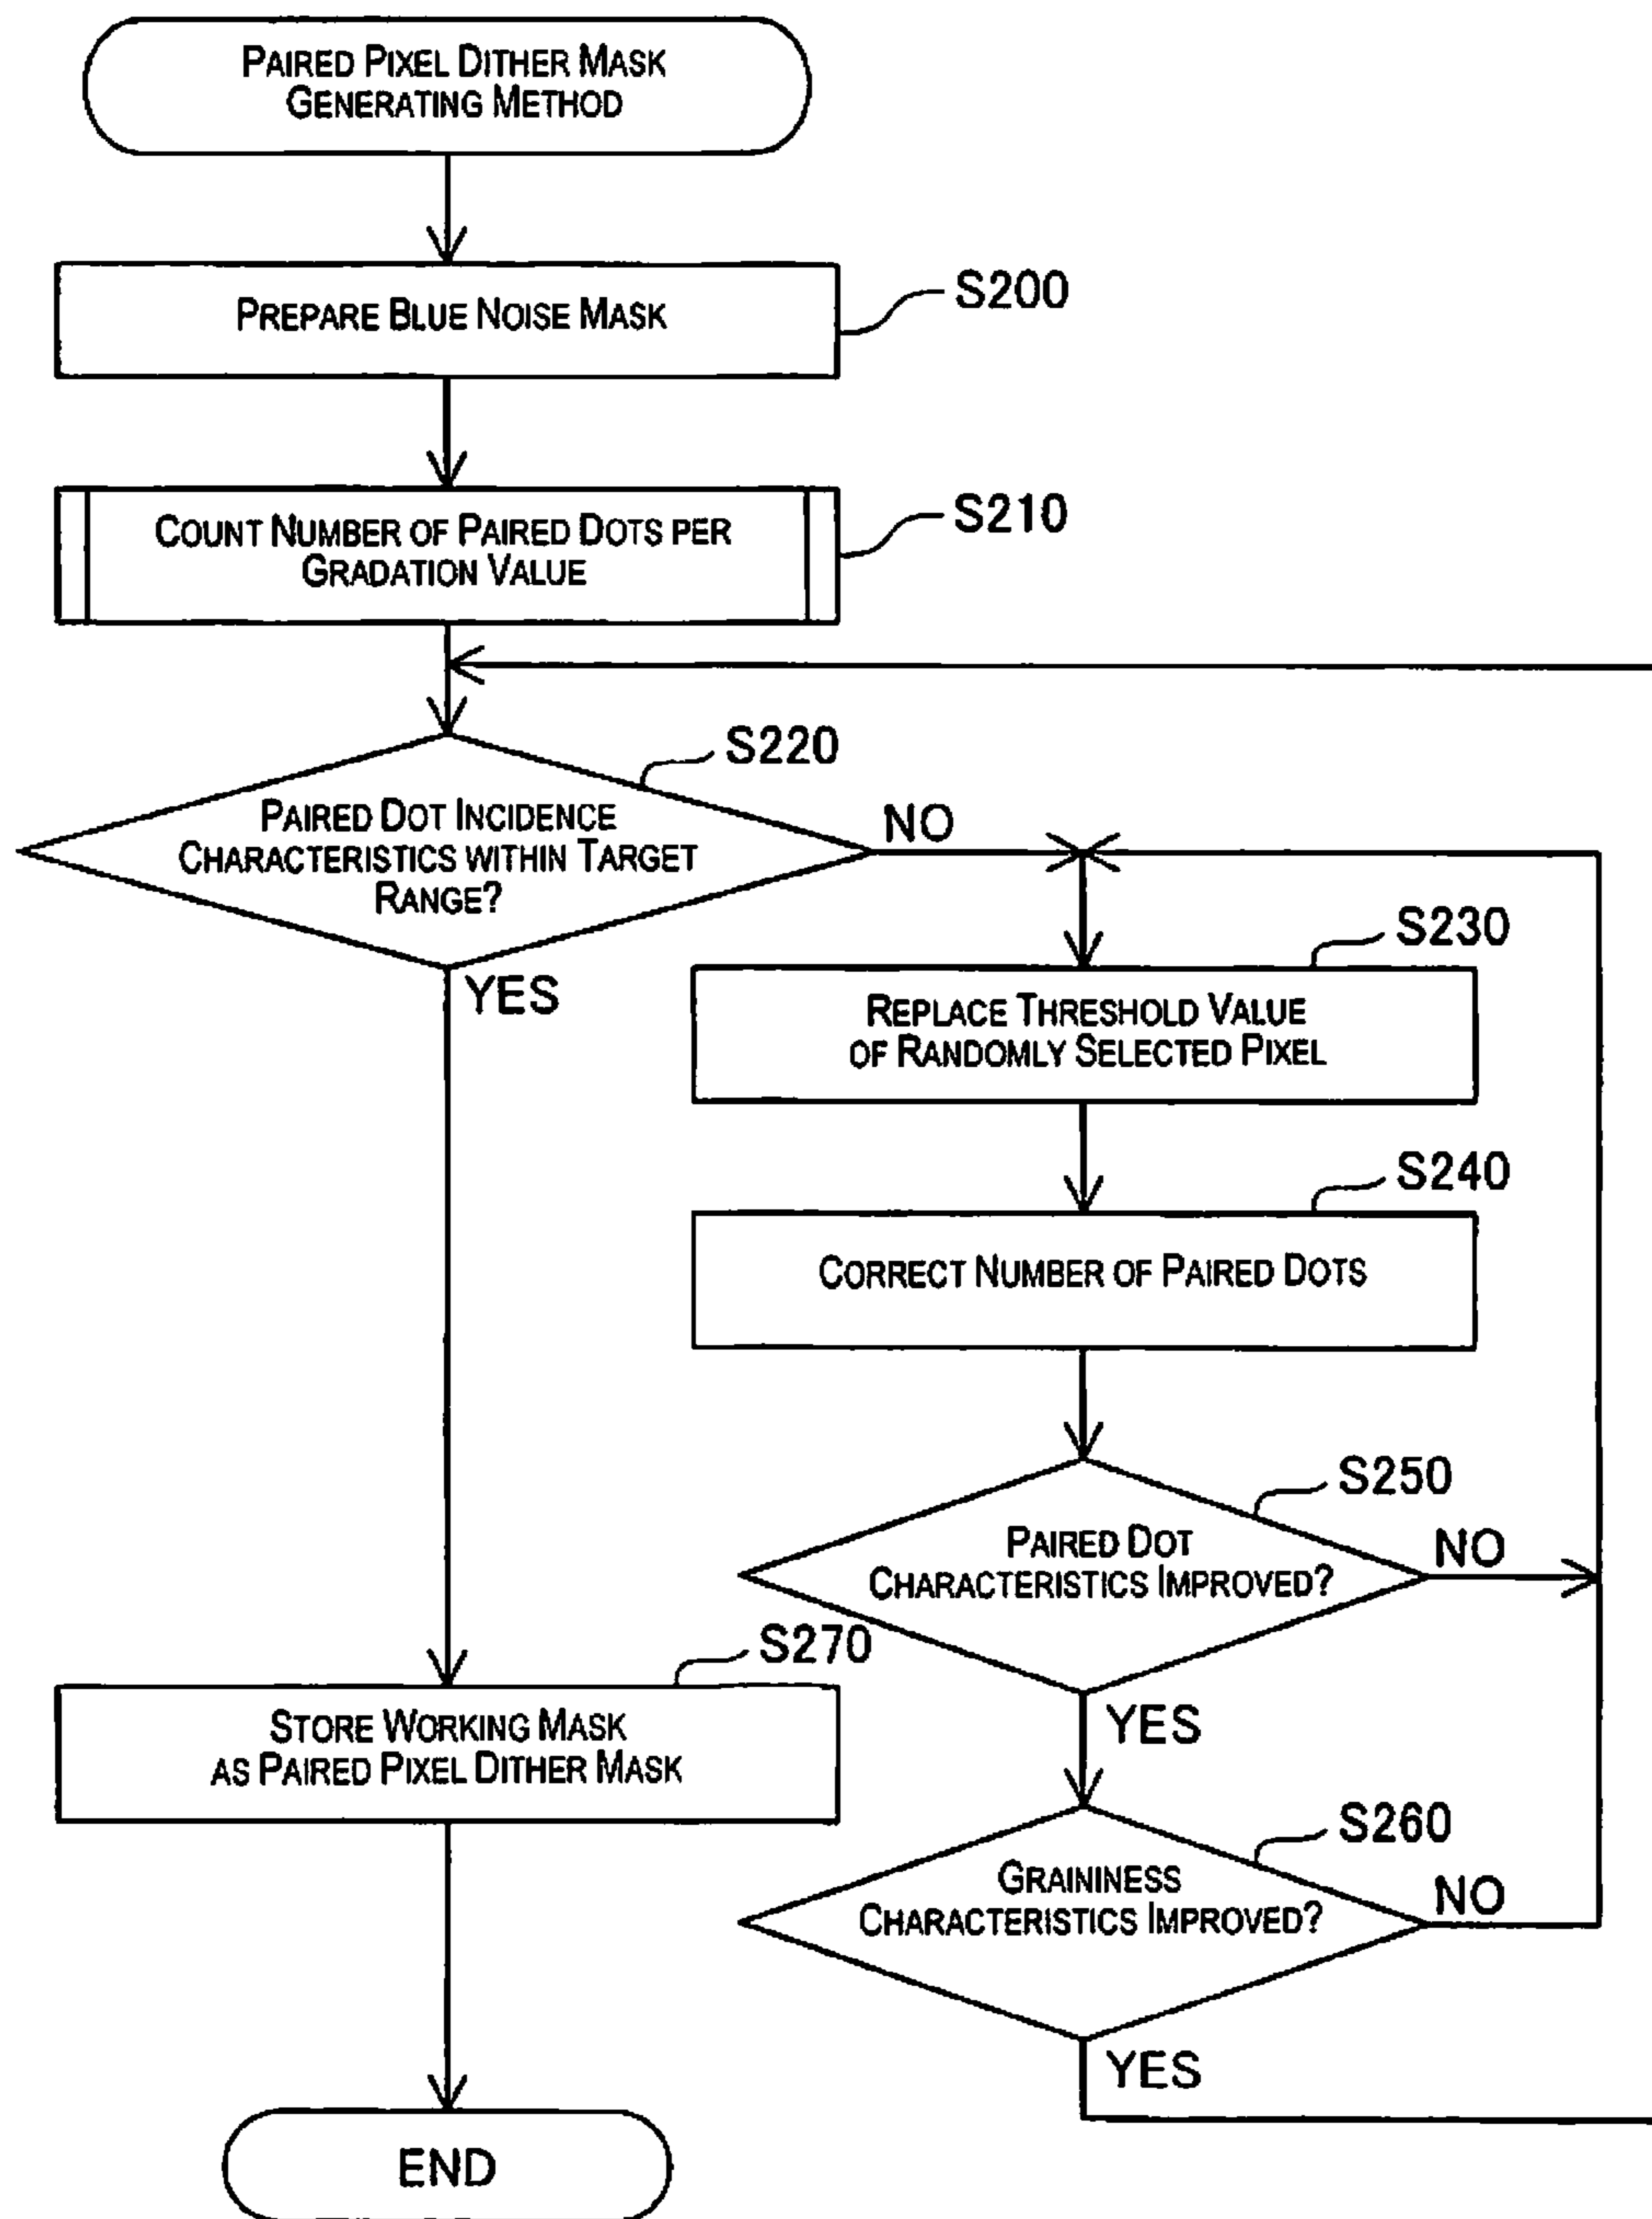 PAIRED PIXEL DITHER MASK
GENERATING METHOD
PREPARE BLUE NOISE MASK
S200
COUNT NUMBER OF PAIRED DOTS PER
GRADATION VALUE
S210
S220
PAIRED DOT INCIDENCE
CHARACTERISTICS WITHIN TARGET
RANGE?
NO
YES
S230
REPLACE THRESHOLD VALUE
OF RANDOMLY SELECTED PIXEL
S240
CORRECT NUMBER OF PAIRED DOTS
S250
PAIRED DOT
CHARACTERISTICS IMPROVED?
NO
YES
S270
STORE WORKING MASK
AS PAIRED PIXEL DITHER MASK
S260
GRAININESS
CHARACTERISTICS IMPROVED?
NO
YES
END